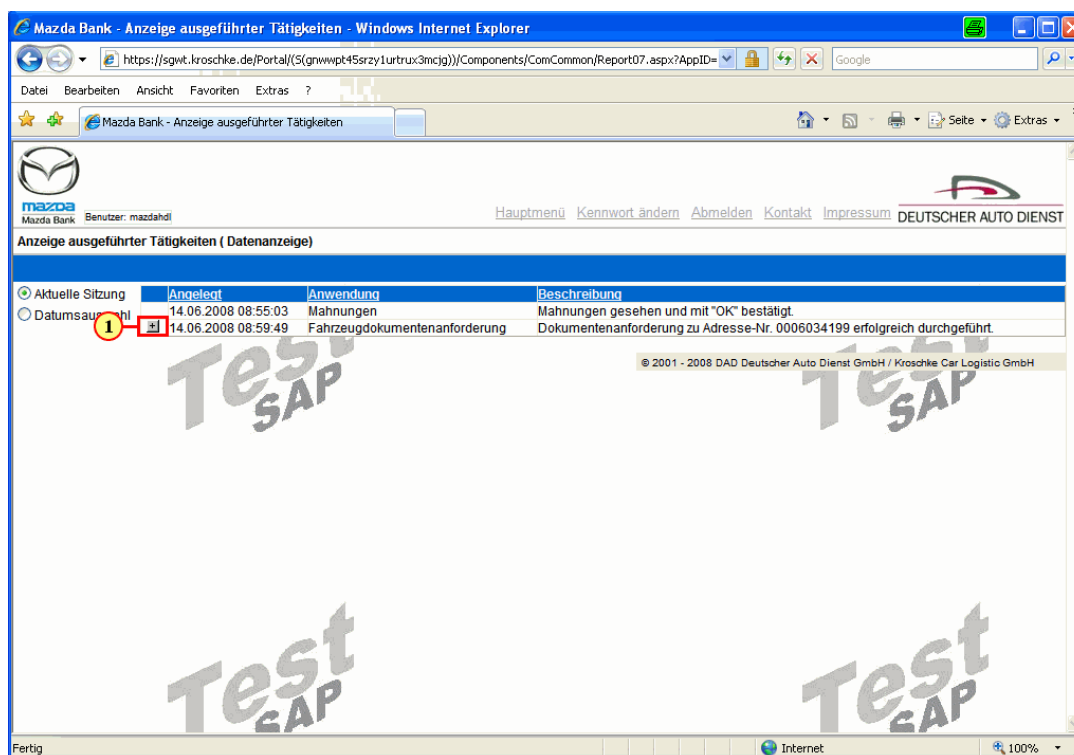 Mazda Bank - Anzeige ausgeführter Tätigkeiten - Windows Internet Explorer
https://sgwt.kroschke.de/Portal/(S(gnwwpt45srzy1urtrux3mcjg))/Components/ComCommon/Report07.aspx?AppID= Google
Datei Bearbeiten Ansicht Favoriten Extras ?
Mazda Bank - Anzeige ausgeführter Tätigkeiten Seite Extras
mazda
Mazda Bank Benutzer: mazdahdl
Hauptmenü Kennwort ändern Abmelden Kontakt Impressum DEUTSCHER AUTO DIENST
Anzeige ausgeführter Tätigkeiten ( Datenanzeige)
Aktuelle Sitzung Angelegt Anwendung Beschreibung
14.06.2008 08:55:03 Mahnungen Mahnungen gesehen und mit "OK" bestätigt.
Datumsauswahl
1 + 14.06.2008 08:59:49 Fahrzeugdokumentenanforderung Dokumentenanforderung zu Adresse-Nr. 0006034199 erfolgreich durchgeführt.
© 2001 - 2008 DAD Deutscher Auto Dienst GmbH / Kroschke Car Logistic GmbH
Test SAP
Test SAP
Test SAP
Test SAP
Fertig Internet 100%